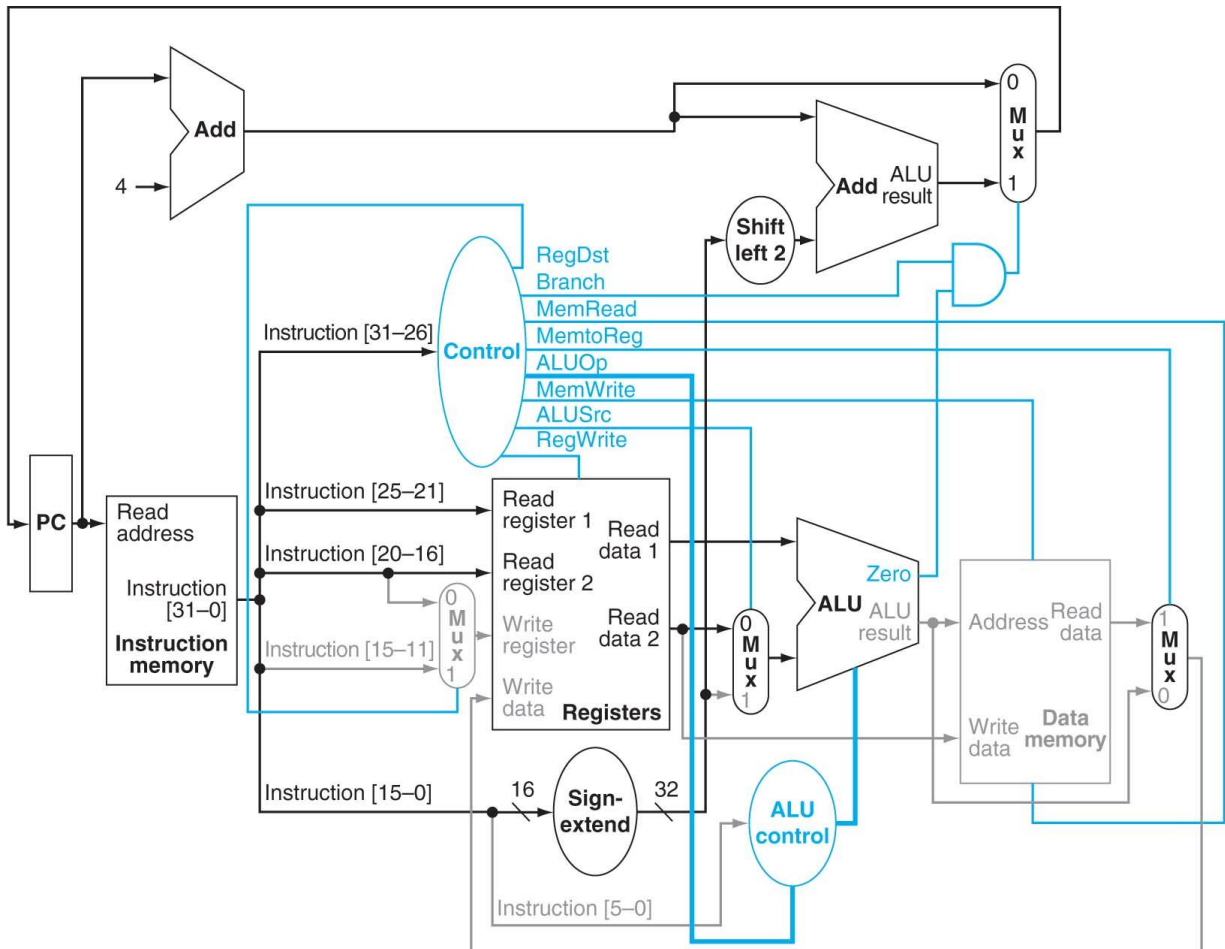 Add
4
0
Mux
1
Add
ALU
result
Shift
left 2
RegDst
Branch
MemRead
MemtoReg
ALUOp
MemWrite
ALUSrc
RegWrite
Instruction [31–26]
Control
PC
Read
address
Instruction
[31–0]
Instruction
memory
Instruction [25–21]
Instruction [20–16]
Instruction [15–11]
0
Mux
1
Read
register 1
Read
register 2
Write
register
Write
data
Read
data 1
Read
data 2
Registers
0
Mux
1
Zero
ALU
ALU
result
Address
Read
data
Write
data
Data
memory
1
Mux
0
Instruction [15–0]
16
Sign-
extend
32
ALU
control
Instruction [5–0]